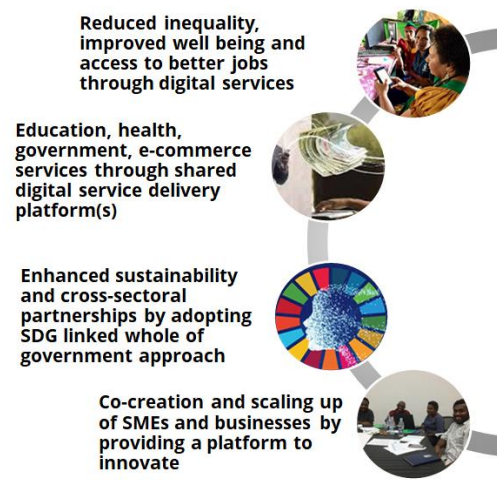 Reduced inequality,
improved well being and
access to better jobs
through digital services
Education, health,
government, e-commerce
services through shared
digital service delivery
platform(s)
Enhanced sustainability
and cross-sectoral
partnerships by adopting
SDG linked whole of
government approach
Co-creation and scaling up
of SMEs and businesses by
providing a platform to
innovate